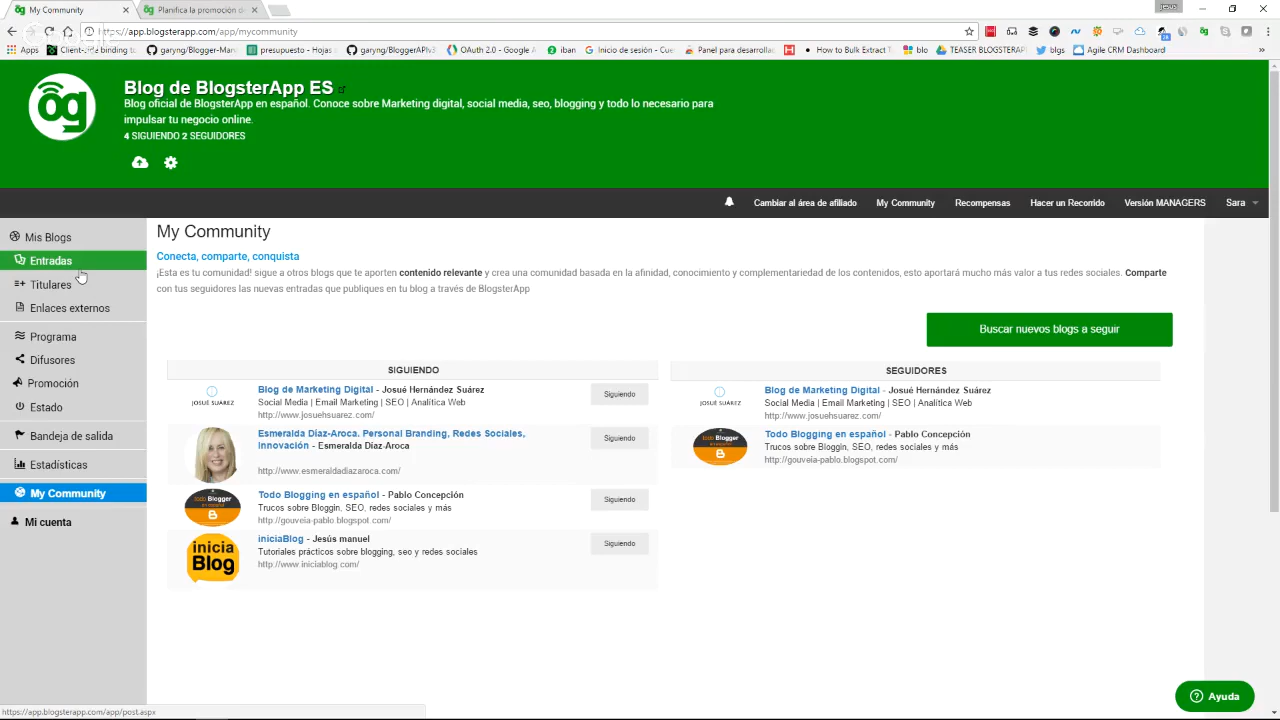 My Community
Planifica la promoción d
https://app.blogsterapp.com/app/mycommunity
Apps
Client-side binding to
garyng/Blogger-Man
presupuesto - Hojas
garyng/BloggerAPIv3
OAuth 2.0 - Google A
iban
Inicio de sesión - Cue
Panel para desarrollad
How to Bulk Extract T
blo
TEASER BLOGSTERAP
blgs
Agile CRM Dashboard
Blog de BlogsterApp ES
Blog oficial de BlogsterApp en español. Conoce sobre Marketing digital, social media, seo, blogging y todo lo necesario para
impulsar tu negocio online.
4 SIGUIENDO 2 SEGUIDORES
Cambiar al área de afiliado
My Community
Recompensas
Hacer un Recorrido
Versión MANAGERS
Sara
Mis Blogs
Entradas
Titulares
Enlaces externos
Programa
Difusores
Promoción
Estado
Bandeja de salida
Estadísticas
My Community
Mi cuenta
My Community
Conecta, comparte, conquista
¡Esta es tu comunidad! sigue a otros blogs que te aporten contenido relevante y crea una comunidad basada en la afinidad, conocimiento y complementariedad de los contenidos, esto aportará mucho más valor a tus redes sociales. Comparte
con tus seguidores las nuevas entradas que publiques en tu blog a través de BlogsterApp
Buscar nuevos blogs a seguir
SIGUIENDO
JOSUÉ SUÁREZ
Blog de Marketing Digital - Josué Hernández Suárez
Social Media | Email Marketing | SEO | Analítica Web
http://www.josuehsuarez.com/
Siguiendo
Esmeralda Diaz-Aroca. Personal Branding, Redes Sociales,
Innovación - Esmeralda Díaz-Aroca
http://www.esmeraldadiazaroca.com/
Siguiendo
Todo Blogger
en español
Todo Blogging en español - Pablo Concepción
Trucos sobre Bloggin, SEO, redes sociales y más
http://gouveia-pablo.blogspot.com/
Siguiendo
inicia
Blog
iniciaBlog - Jesús manuel
Tutoriales prácticos sobre blogging, seo y redes sociales
http://www.iniciablog.com/
Siguiendo
SEGUIDORES
JOSUÉ SUÁREZ
Blog de Marketing Digital - Josué Hernández Suárez
Social Media | Email Marketing | SEO | Analítica Web
http://www.josuehsuarez.com/
Todo Blogger
en español
Todo Blogging en español - Pablo Concepción
Trucos sobre Bloggin, SEO, redes sociales y más
http://gouveia-pablo.blogspot.com/
Ayuda
https://app.blogsterapp.com/app/post.aspx